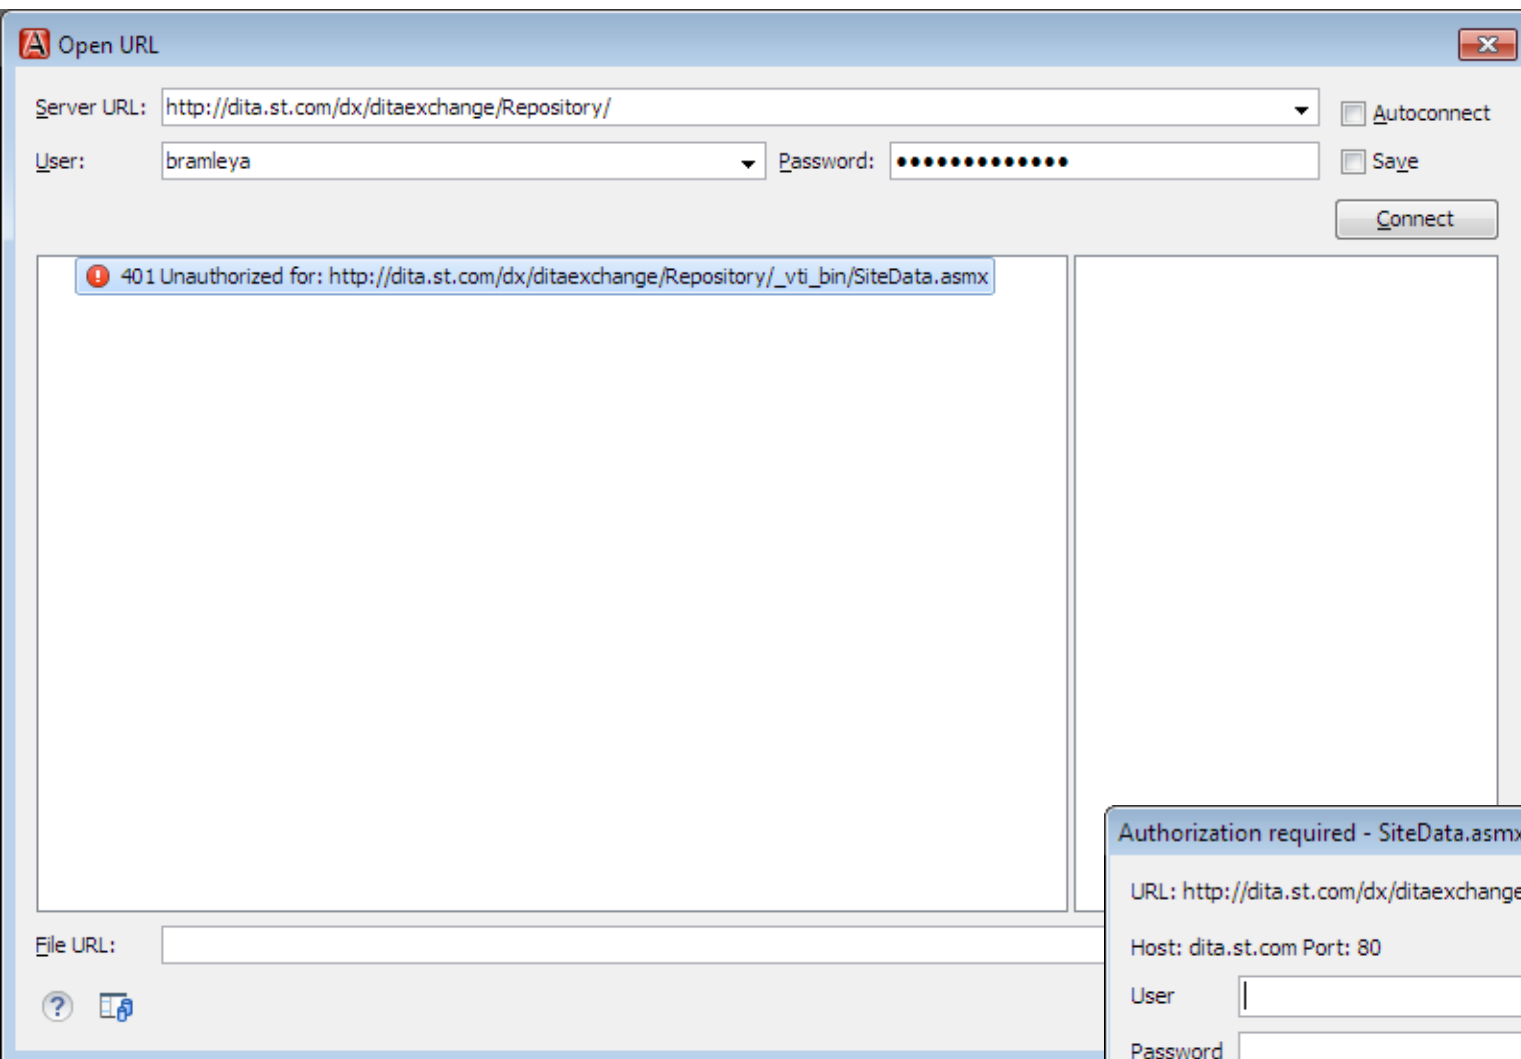 Open URL
Server URL: http://dita.st.com/dx/ditaexchange/Repository/ Autoconnect
User: bramleya Password: ●●●●●●●●●●●●● Save
Connect
401 Unauthorized for: http://dita.st.com/dx/ditaexchange/Repository/_vti_bin/SiteData.asmx
Authorization required - SiteData.asmx
URL: http://dita.st.com/dx/ditaexchange
File URL:
Host: dita.st.com Port: 80
User
Password